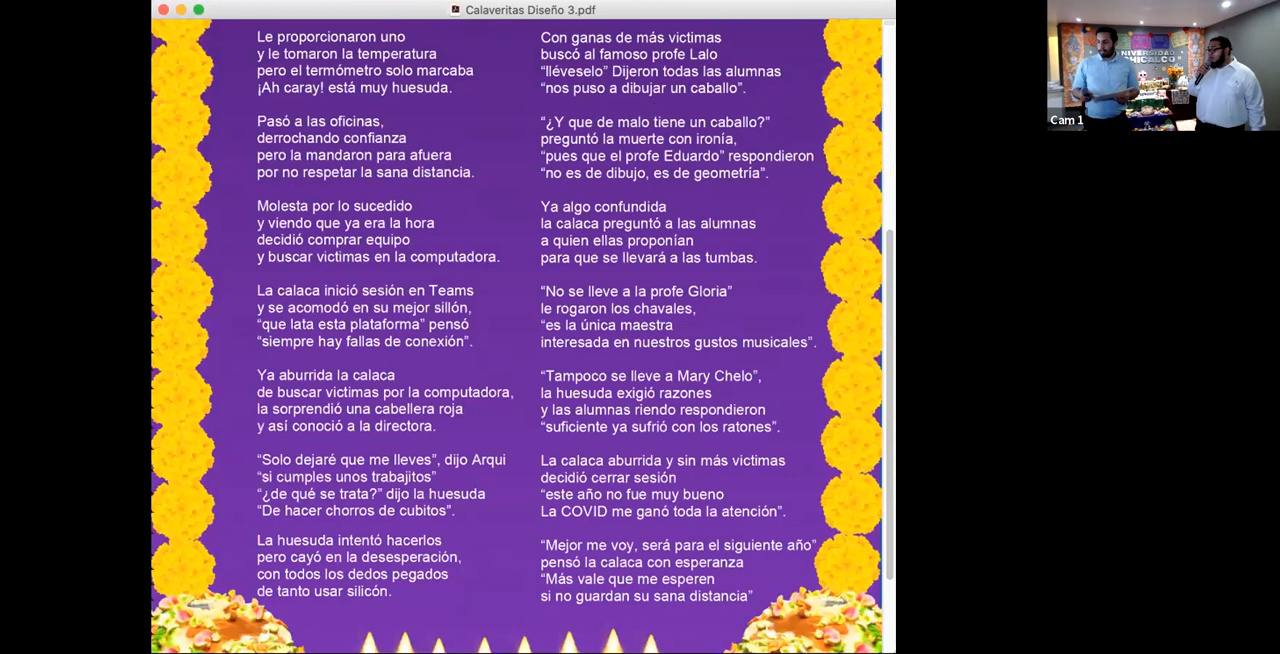 Calaveritas Diseño 3.pdf
Le proporcionaron uno
y le tomaron la temperatura
pero el termómetro solo marcaba
¡Ah caray! está muy huesuda.
Pasó a las oficinas,
derrochando confianza
pero la mandaron para afuera
por no respetar la sana distancia.
Molesta por lo sucedido
y viendo que ya era la hora
decidió comprar equipo
y buscar victimas en la computadora.
La calaca inició sesión en Teams
y se acomodó en su mejor sillón,
“que lata esta plataforma” pensó
“siempre hay fallas de conexión”.
Ya aburrida la calaca
de buscar victimas por la computadora,
la sorprendió una cabellera roja
y así conoció a la directora.
“Solo dejaré que me lleves”, dijo Arqui
“si cumples unos trabajitos”
“¿de qué se trata?” dijo la huesuda
“De hacer chorros de cubitos”.
La huesuda intentó hacerlos
pero cayó en la desesperación,
con todos los dedos pegados
de tanto usar silicón.
Con ganas de más victimas
buscó al famoso profe Lalo
“lléveselo” Dijeron todas las alumnas
“nos puso a dibujar un caballo”.
“¿Y que de malo tiene un caballo?”
preguntó la muerte con ironía,
“pues que el profe Eduardo” respondieron
“no es de dibujo, es de geometría”.
Ya algo confundida
la calaca preguntó a las alumnas
a quien ellas proponían
para que se llevará a las tumbas.
“No se lleve a la profe Gloria”
le rogaron los chavales,
“es la única maestra
interesada en nuestros gustos musicales”.
“Tampoco se lleve a Mary Chelo”,
la huesuda exigió razones
y las alumnas riendo respondieron
“suficiente ya sufrió con los ratones”.
La calaca aburrida y sin más victimas
decidió cerrar sesión
“este año no fue muy bueno
La COVID me ganó toda la atención”.
“Mejor me voy, será para el siguiente año”
pensó la calaca con esperanza
“Más vale que me esperen
si no guardan su sana distancia”
Cam 1